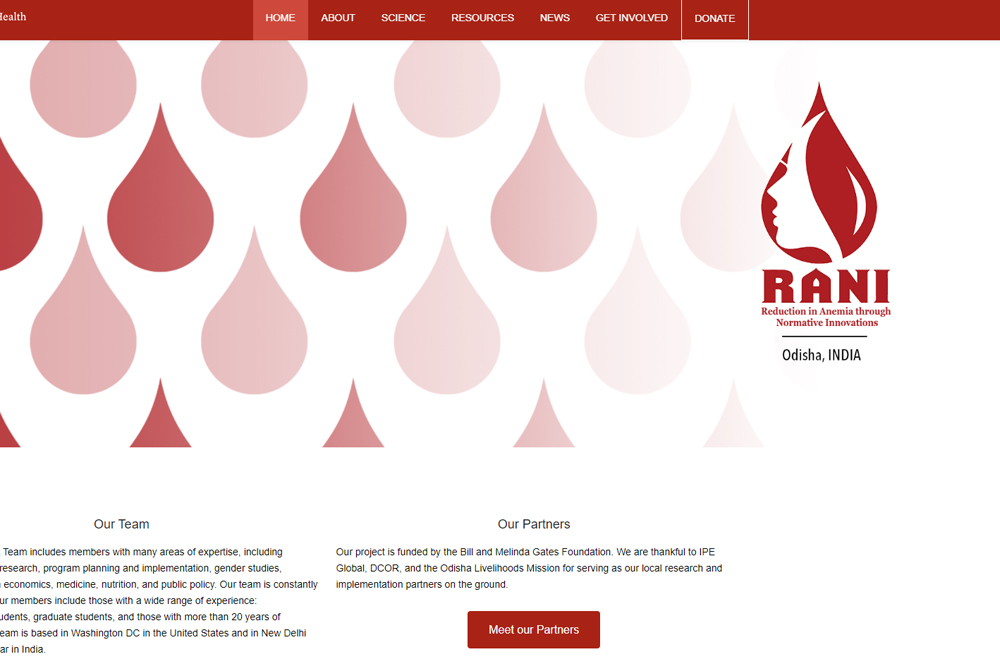 Health
HOME
ABOUT
SCIENCE
RESOURCES
NEWS
GET INVOLVED
DONATE
RANI
Reduction in Anemia through
Normative Innovations
Odisha, INDIA
Our Team
Team includes members with many areas of expertise, including
research, program planning and implementation, gender studies,
economics, medicine, nutrition, and public policy. Our team is constantly
our members include those with a wide range of experience:
students, graduate students, and those with more than 20 years of
team is based in Washington DC in the United States and in New Delhi
in India.
Our Partners
Our project is funded by the Bill and Melinda Gates Foundation. We are thankful to IPE
Global, DCOR, and the Odisha Livelihoods Mission for serving as our local research and
implementation partners on the ground.
Meet our Partners